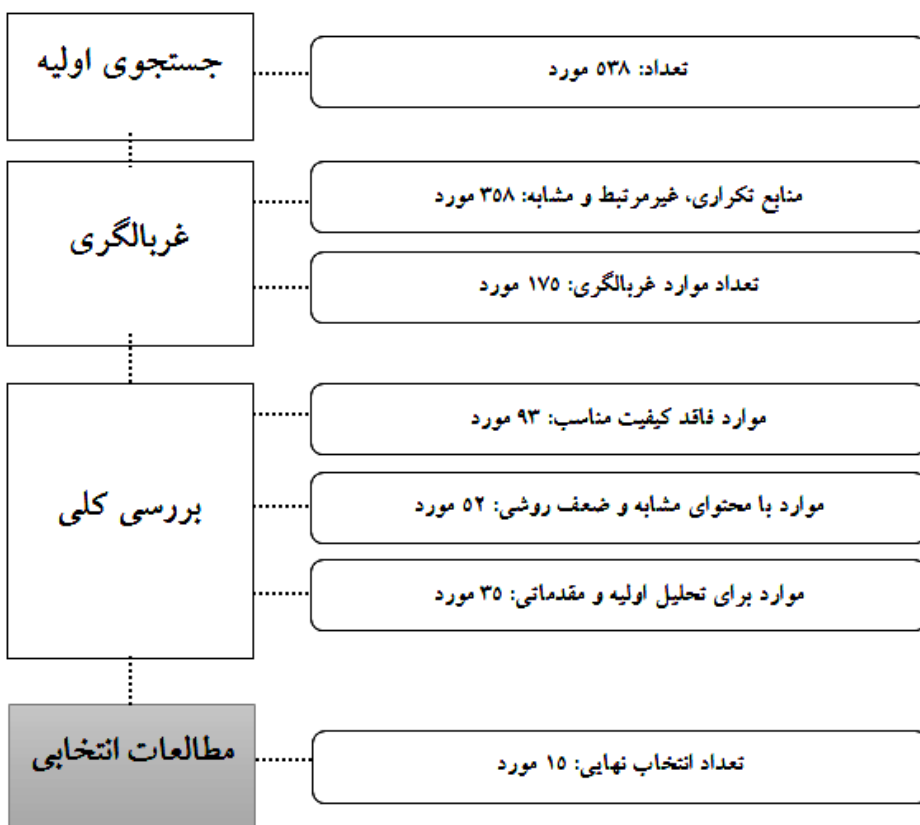 جستجوی اولیه
تعداد: ۵۳۸ مورد
غربالگری
منابع تکراری، غیرمرتبط و مشابه: ۳۵۸ مورد
تعداد موارد غربالگری: ۱۷۵ مورد
بررسی کلی
موارد فاقد کیفیت مناسب: ۹۳ مورد
موارد با محتوای مشابه و ضعف روشی: ۵۲ مورد
موارد برای تحلیل اولیه و مقدماتی: ۳۵ مورد
مطالعات انتخابی
تعداد انتخاب نهایی: ۱۵ مورد